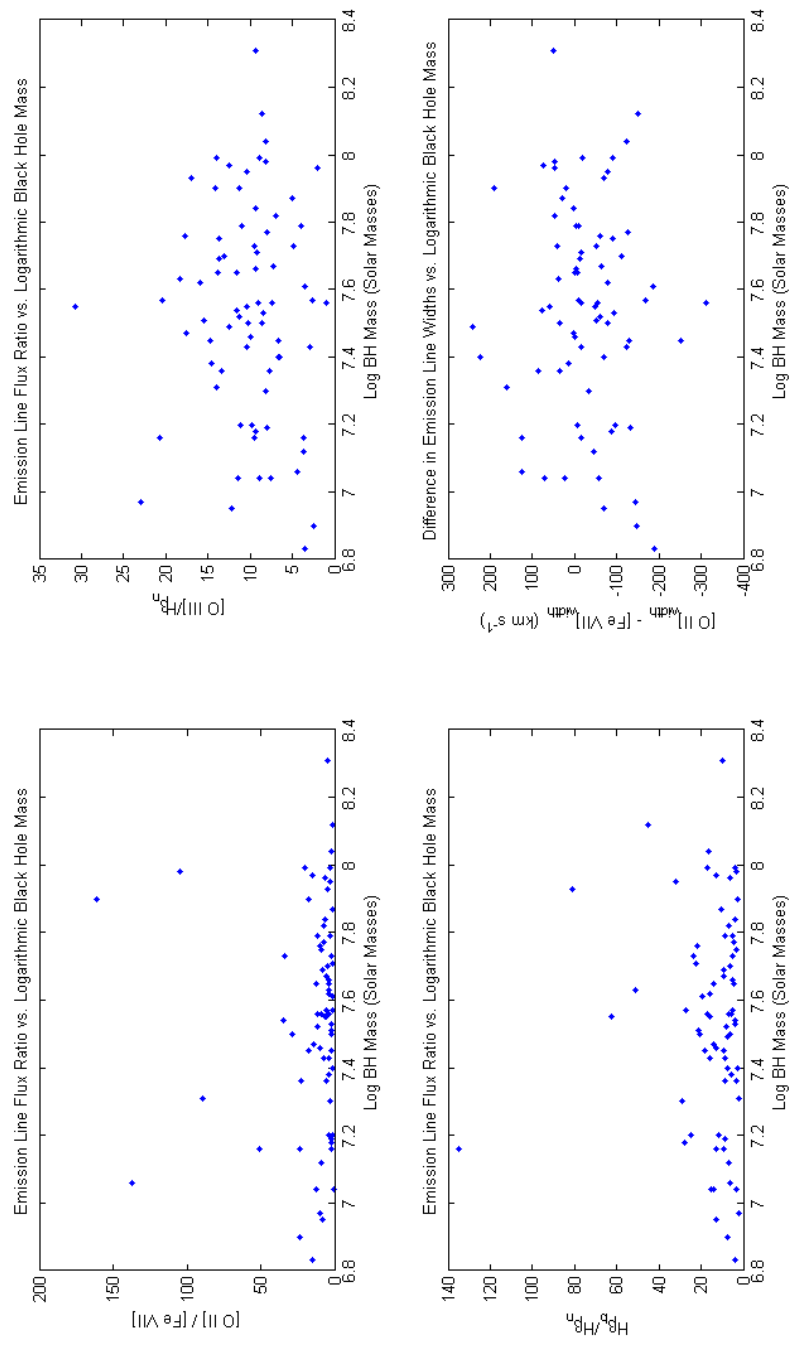 Emission Line Flux Ratio vs. Logarithmic Black Hole Mass
[O II] / [Fe VII]
200
150
100
50
0
6.8 7 7.2 7.4 7.6 7.8 8 8.2 8.4
Log BH Mass (Solar Masses)
Emission Line Flux Ratio vs. Logarithmic Black Hole Mass
[O III]/Hβn
35
30
25
20
15
10
5
0
6.8 7 7.2 7.4 7.6 7.8 8 8.2 8.4
Log BH Mass (Solar Masses)
Emission Line Flux Ratio vs. Logarithmic Black Hole Mass
Hβb/Hβn
140
120
100
80
60
40
20
0
6.8 7 7.2 7.4 7.6 7.8 8 8.2 8.4
Log BH Mass (Solar Masses)
Difference in Emission Line Widths vs. Logarithmic Black Hole Mass
[O II]width - [Fe VII]width (km s-1)
300
200
100
0
-100
-200
-300
-400
6.8 7 7.2 7.4 7.6 7.8 8 8.2 8.4
Log BH Mass (Solar Masses)